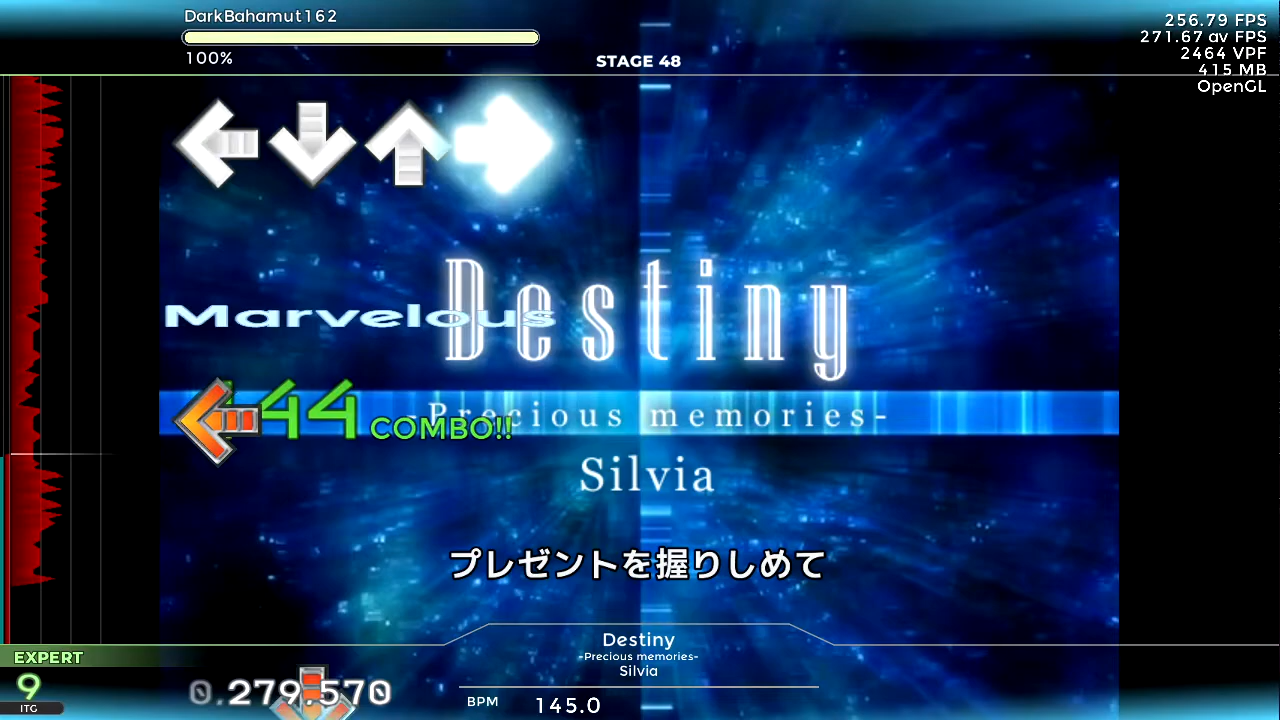 DarkBahamut162
100%
STAGE 48
256.79 FPS
271.67 av FPS
2464 VPF
415 MB
OpenGL
Destiny
Marvelous
-Precious memories-
44 COMBO!!
Silvia
プレゼントを握りしめて
Destiny
-Precious memories-
Silvia
EXPERT
9
ITG
0,279,570
BPM 145.0